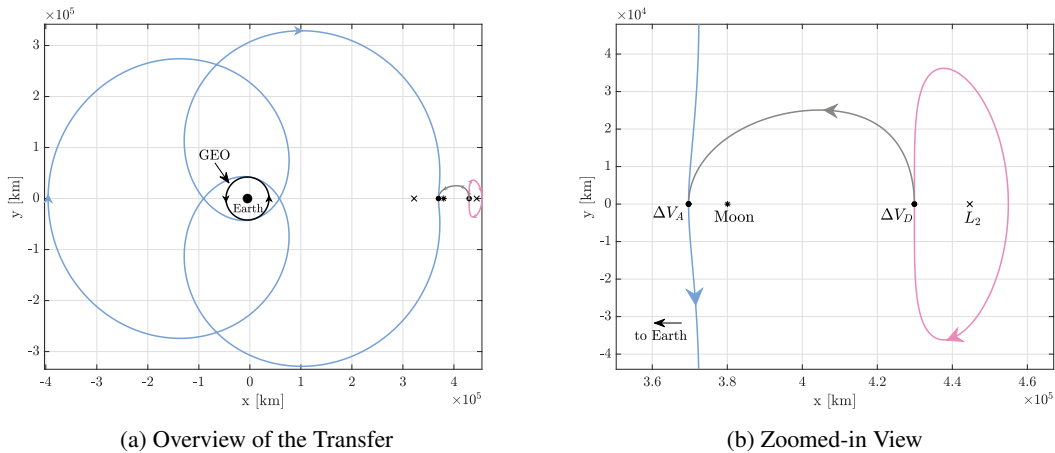 ×10⁵
3
2
1
0
-1
-2
-3
y [km]
GEO
Earth
-4 -3 -2 -1 0 1 2 3 4
x [km]
×10⁵
(a) Overview of the Transfer
×10⁴
4
3
2
1
0
-1
-2
-3
-4
y [km]
ΔV_A
Moon
ΔV_D
L₂
to Earth
3.6 3.8 4 4.2 4.4 4.6
x [km]
×10⁵
(b) Zoomed-in View